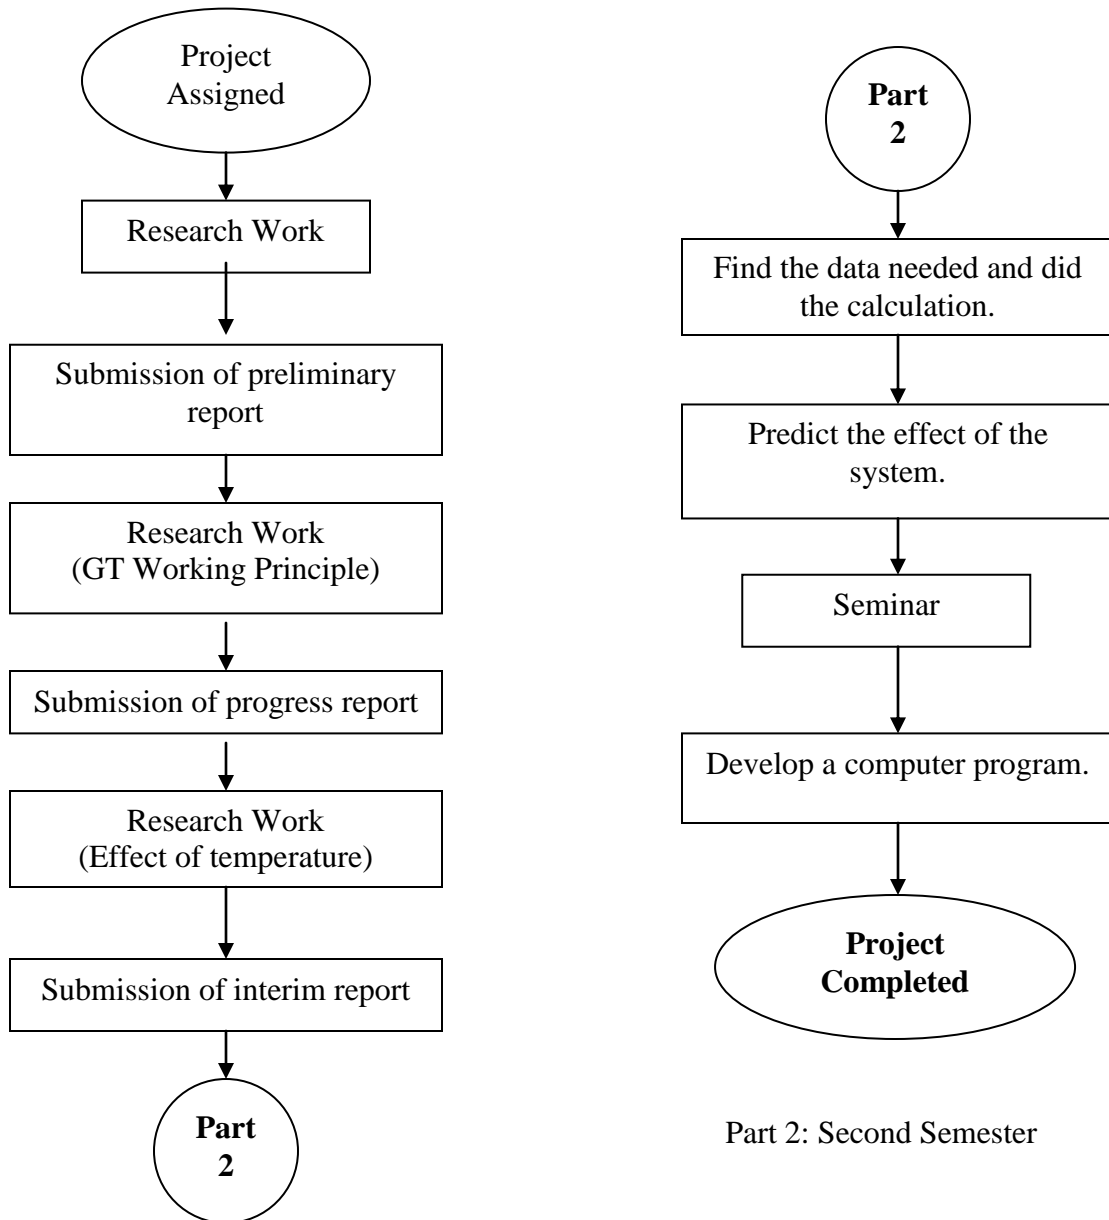 Project
Assigned
Research Work
Submission of preliminary
report
Research Work
(GT Working Principle)
Submission of progress report
Research Work
(Effect of temperature)
Submission of interim report
Part
2
Part
2
Find the data needed and did
the calculation.
Predict the effect of the
system.
Seminar
Develop a computer program.
Project
Completed
Part 2: Second Semester